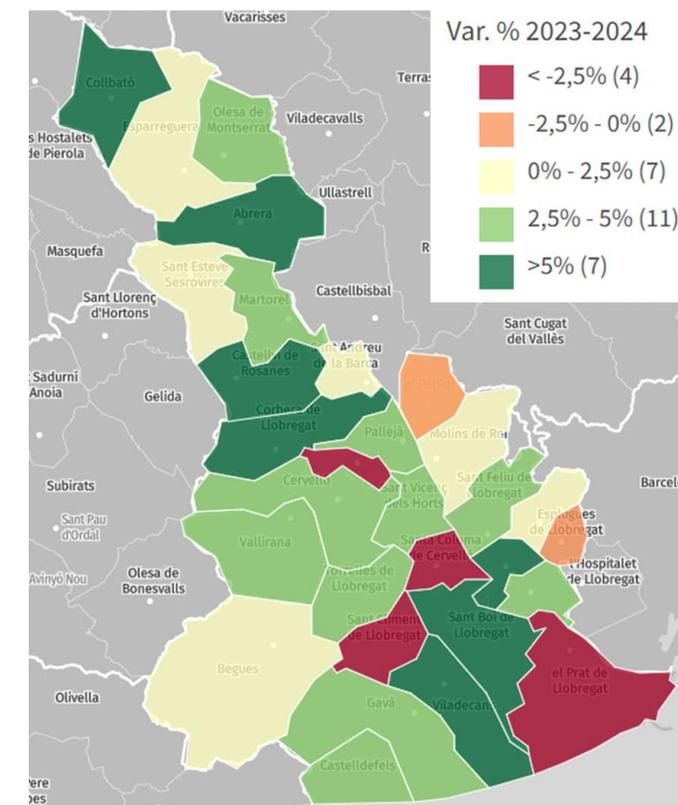 Var. % 2023-2024
< -2,5% (4)
-2,5% - 0% (2)
0% - 2,5% (7)
2,5% - 5% (11)
>5% (7)
Vacarisses
Terras
Collbató
Olesa de
Montserrat
Viladecavalls
Esparreguera
s Hostalets
de Pierola
Ullastrell
Abrera
Masquefa
R
Sant Esteve
Sesrovires
Castellbisbal
Sant Llorenç
d'Hortons
Martorell
Sant Cugat
del Vallès
Sant Andreu
de la Barca
Castellví de
Rosanes
Sadurní
Anoia
el Papiol
Gelida
Corbera de
Llobregat
Pallejà
Molins de Rei
Cervelló
Sant Feliu de
Llobregat
Barcel
Subirats
Sant Vicenç
dels Horts
Sant Pau
d'Ordal
Esplugues
de Llobregat
Vallirana
Santa Coloma
de Cervelló
Avinyó Nou
Olesa de
Bonesvalls
Torrelles de
Llobregat
l'Hospitalet
de Llobregat
Sant Climent
de Llobregat
Sant Boi de
Llobregat
Begues
el Prat de
Llobregat
Olivella
Gavà
Viladecans
Castelldefels